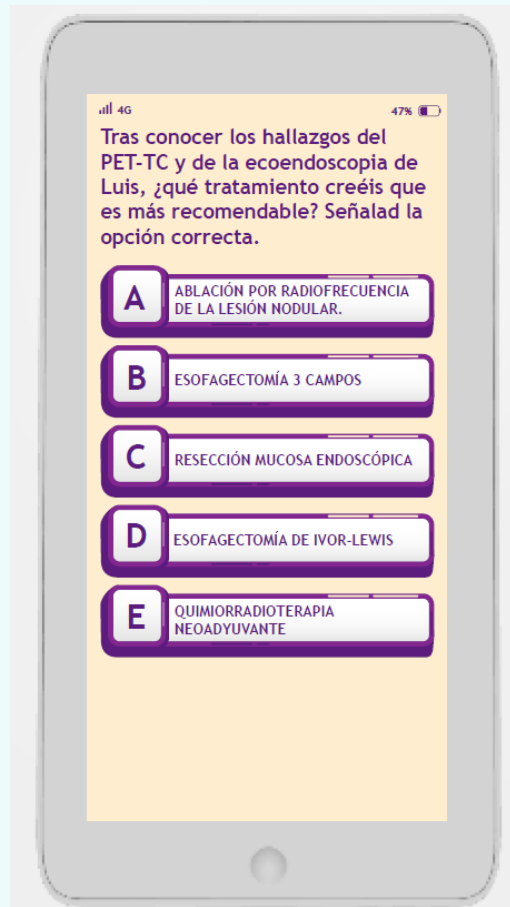 4G
47%
Tras conocer los hallazgos del
PET-TC y de la ecoendoscopia de
Luis, ¿qué tratamiento creéis que
es más recomendable? Señalad la
opción correcta.
A
ABLACIÓN POR RADIOFRECUENCIA
DE LA LESIÓN NODULAR.
B
ESOFAGECTOMÍA 3 CAMPOS
C
RESECCIÓN MUCOSA ENDOSCÓPICA
D
ESOFAGECTOMÍA DE IVOR-LEWIS
E
QUIMIORRADIOTERAPIA
NEOADYUVANTE